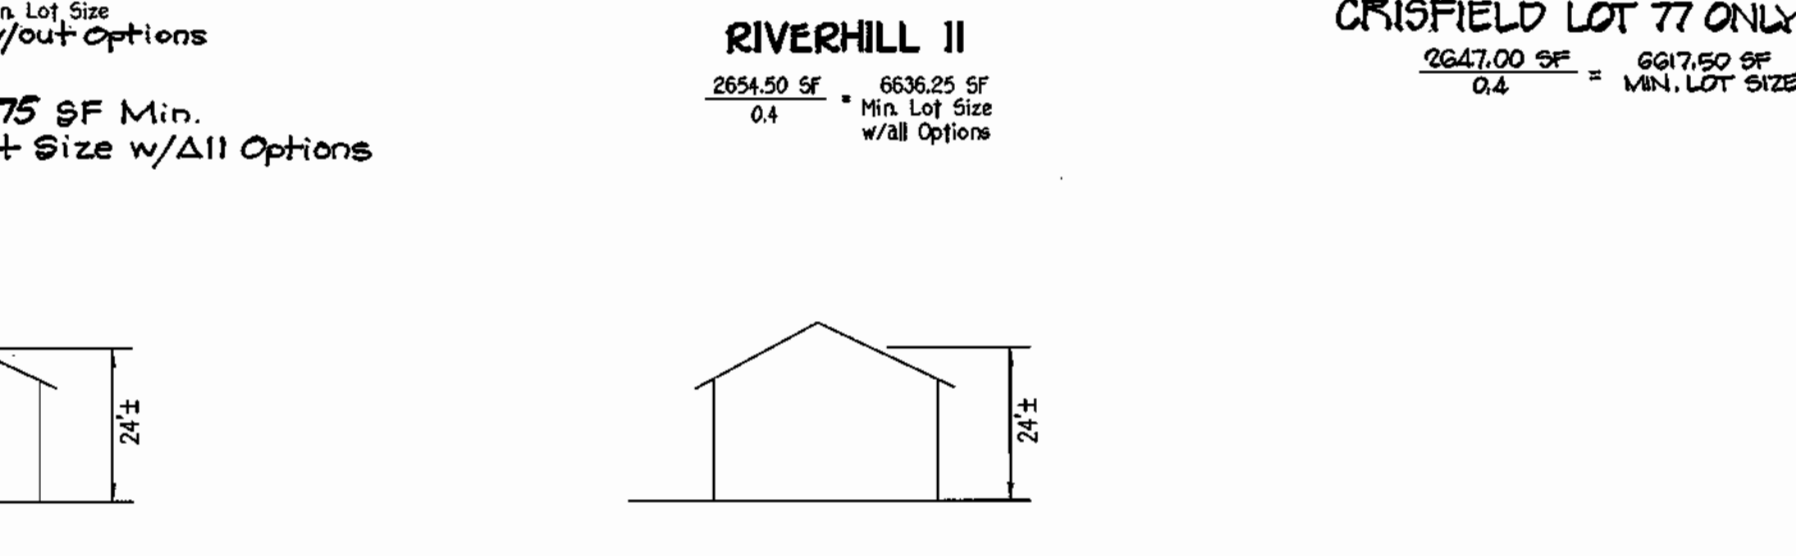 n. Lot Size
/out Options
75 SF Min.
t Size w/All Options
RIVERHILL II
2654.50 SF
0.4
= 6636.25 SF
Min. Lot Size
w/all Options
CRISFIELD LOT 77 ONLY
2647.00 SF
0.4
= 6617.50 SF
MIN. LOT SIZE
24'±
24'±